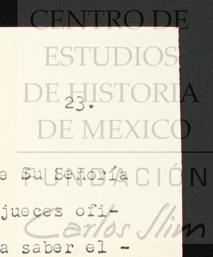 CENTRO DE
ESTUDIOS
DE HISTORIA
23.
DE MEXICO
e Su Señoría
FUNDACIÓN
jueces ofi-
Carlos Slim
a saber el -